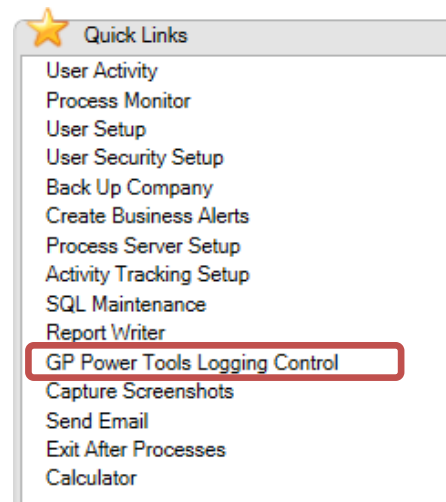 Quick Links
User Activity
Process Monitor
User Setup
User Security Setup
Back Up Company
Create Business Alerts
Process Server Setup
Activity Tracking Setup
SQL Maintenance
Report Writer
GP Power Tools Logging Control
Capture Screenshots
Send Email
Exit After Processes
Calculator